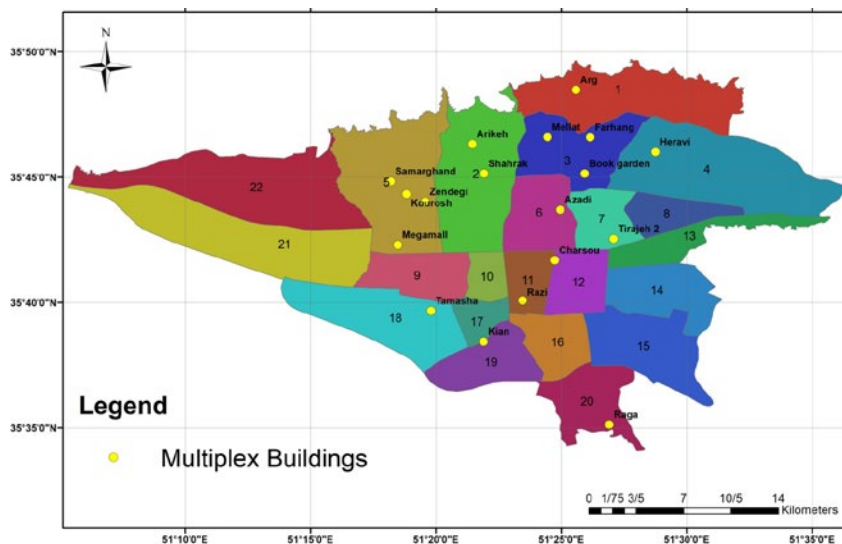 N
35°50'0"N
35°45'0"N
35°40'0"N
35°35'0"N
Arg
1
Mellat
Farhang
Arikeh
3
Heravi
Samarghand
2
Shahrak
Book garden
4
22
5
Zendegi
Kourosh
Azadi
6
7
8
Tirajeh 2
13
21
Megamall
Charsou
9
10
11
12
14
Razi
Tamasha
18
17
Kian
16
15
19
20
Raga
Legend
Multiplex Buildings
0 1/75 3/5 7 10/5 14
Kilometers
51°10'0"E 51°15'0"E 51°20'0"E 51°25'0"E 51°30'0"E 51°35'0"E